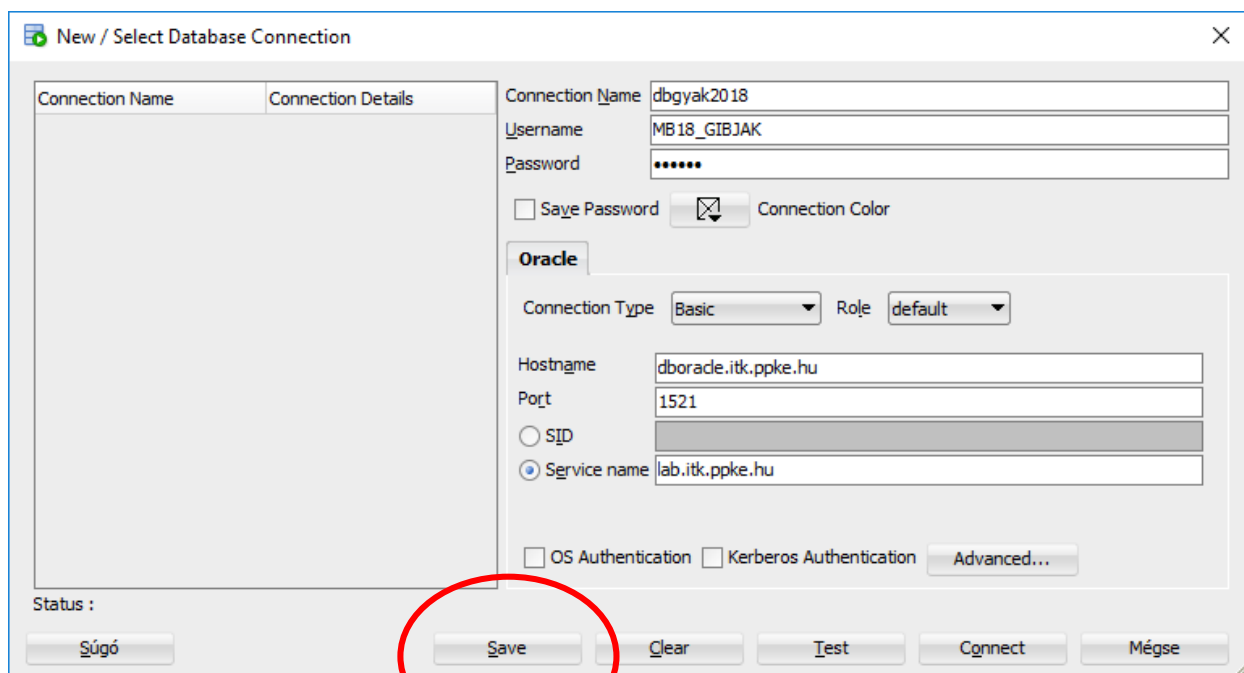 New / Select Database Connection
Connection Name Connection Details
Connection Name dbgyak2018
Username MB18_GIBJAK
Password ••••••
Save Password Connection Color
Oracle
Connection Type Basic Role default
Hostname dboracle.itk.ppke.hu
Port 1521
SID
Service name lab.itk.ppke.hu
OS Authentication Kerberos Authentication Advanced...
Status :
Súgó Save Clear Test Connect Mégse